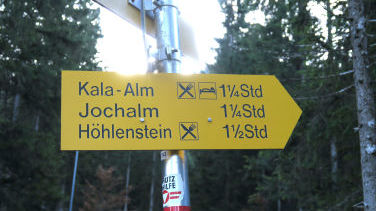 Kala-Alm 1¼Std
Jochalm 1¼Std
Höhlenstein 1½Std